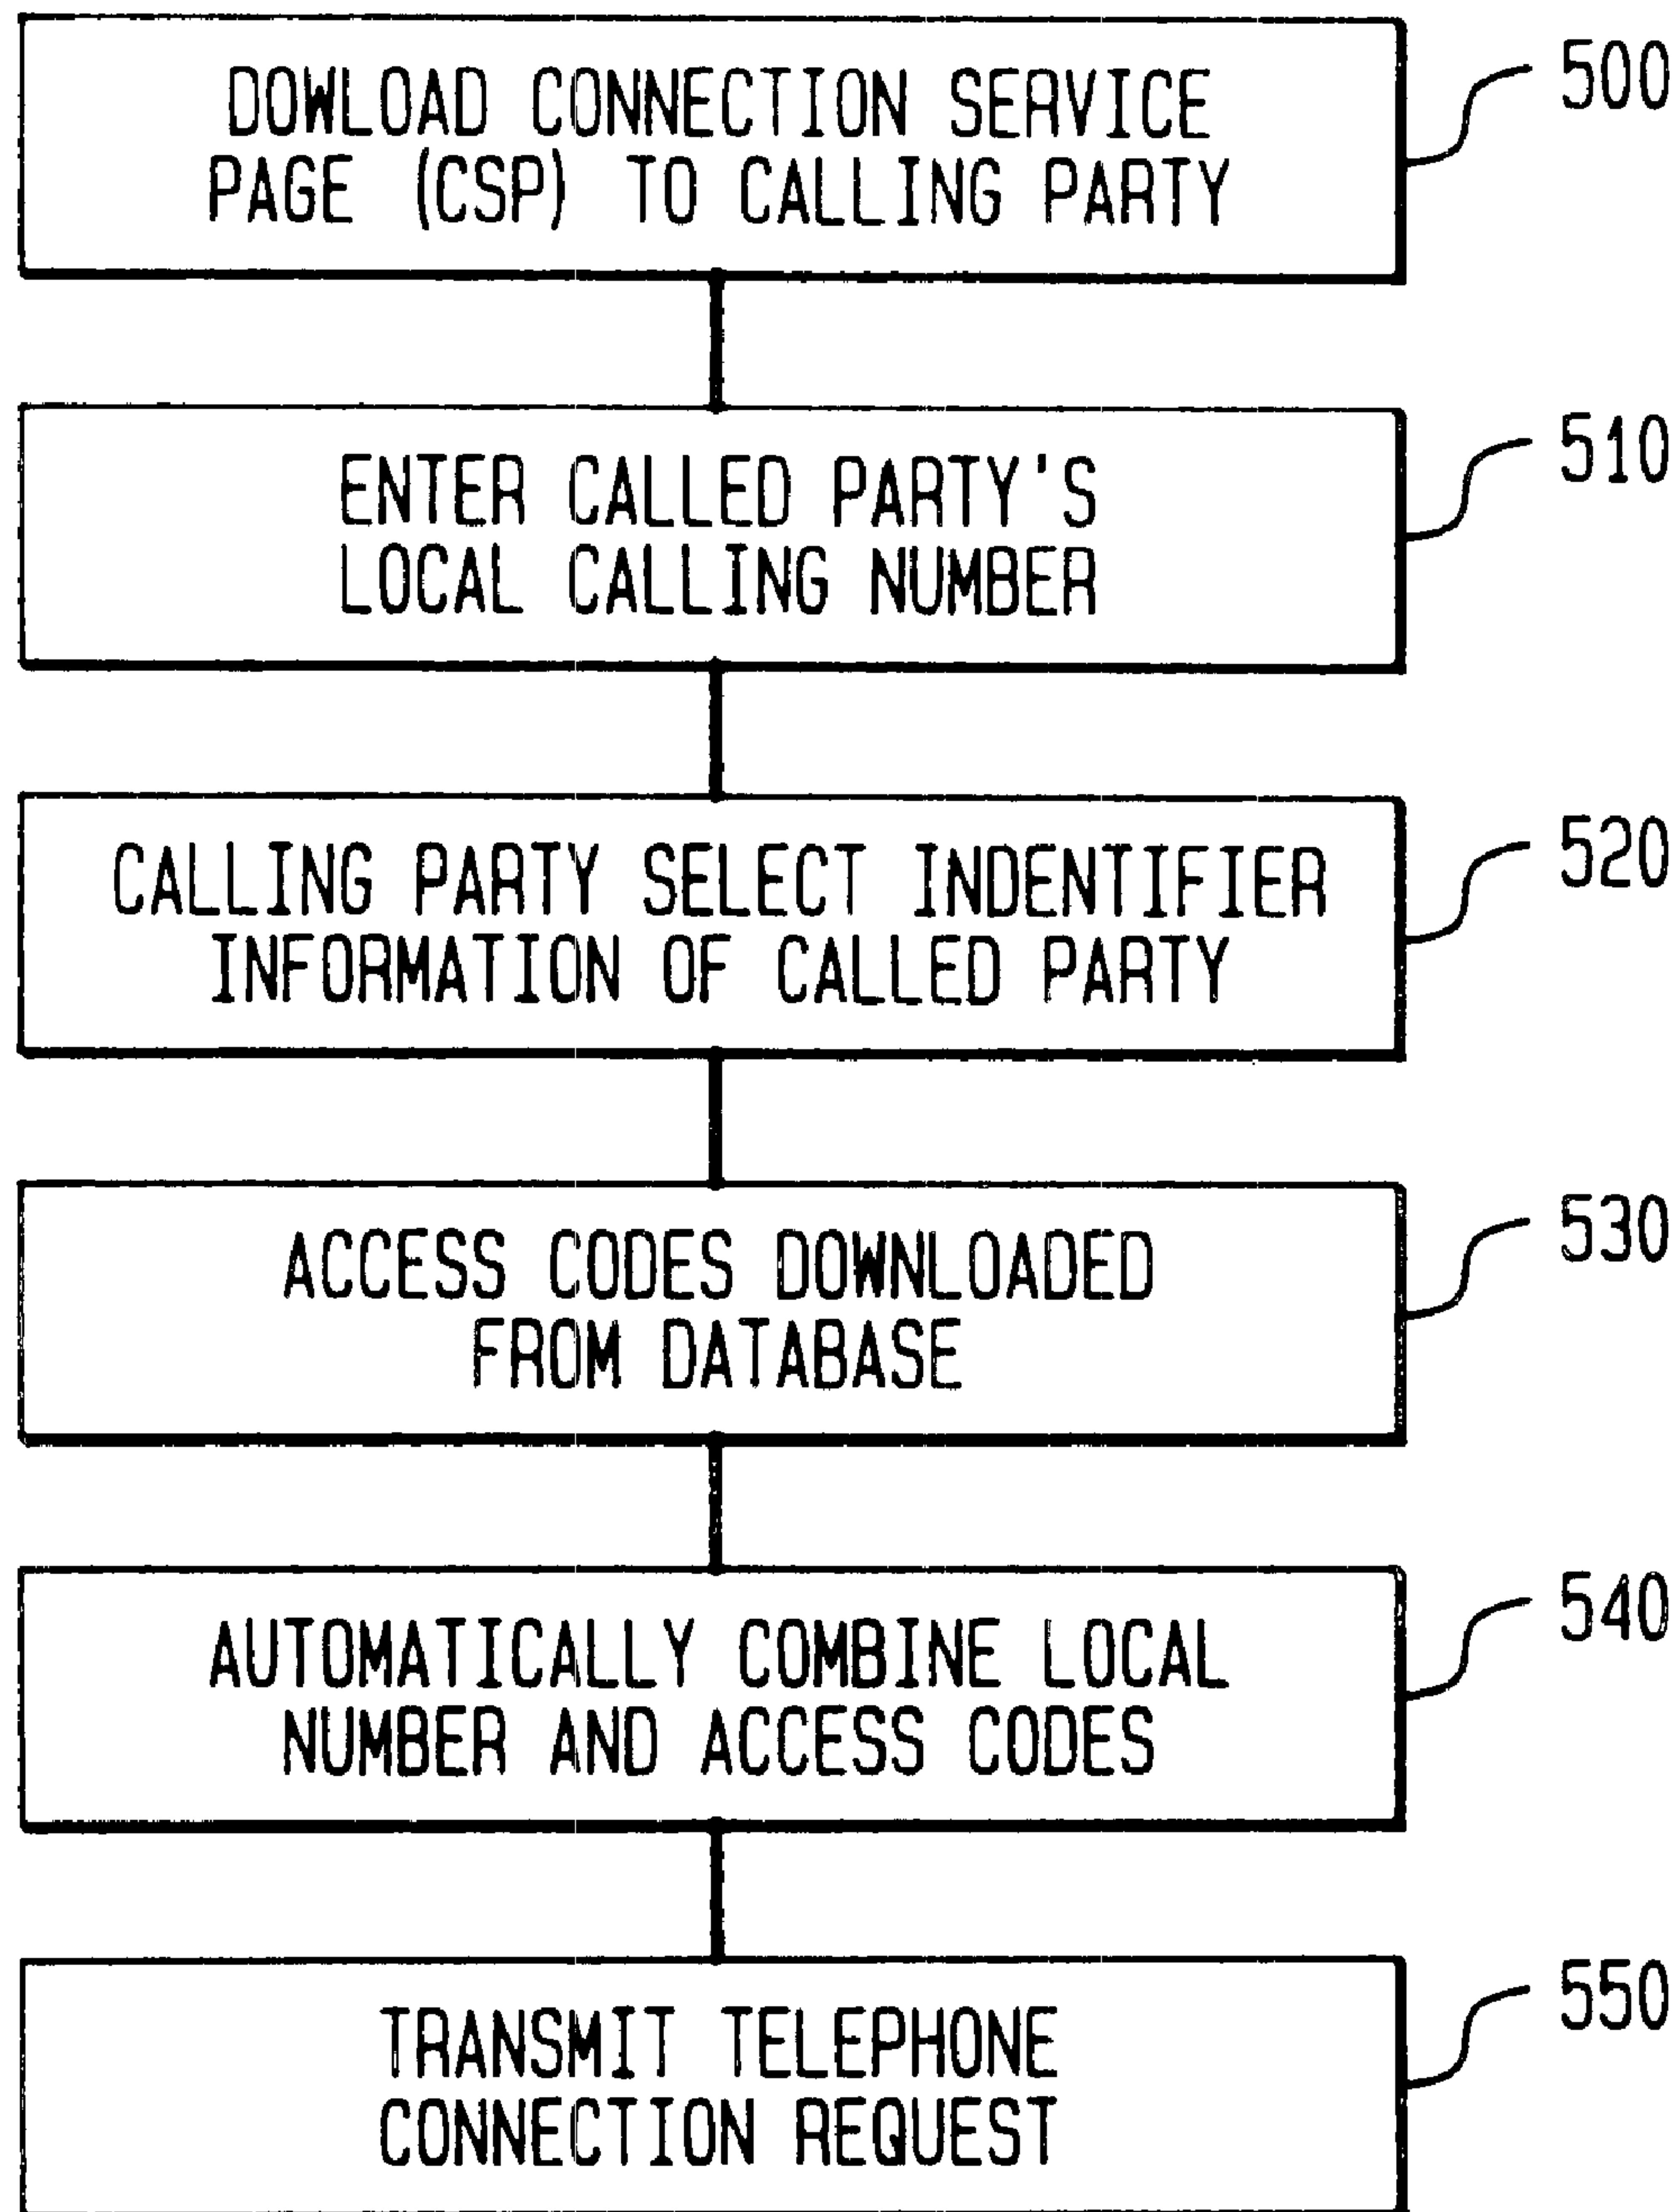 DOWLOAD CONNECTION SERVICE
PAGE (CSP) TO CALLING PARTY
500
ENTER CALLED PARTY'S
LOCAL CALLING NUMBER
510
CALLING PARTY SELECT INDENTIFIER
INFORMATION OF CALLED PARTY
520
ACCESS CODES DOWNLOADED
FROM DATABASE
530
AUTOMATICALLY COMBINE LOCAL
NUMBER AND ACCESS CODES
540
TRANSMIT TELEPHONE
CONNECTION REQUEST
550